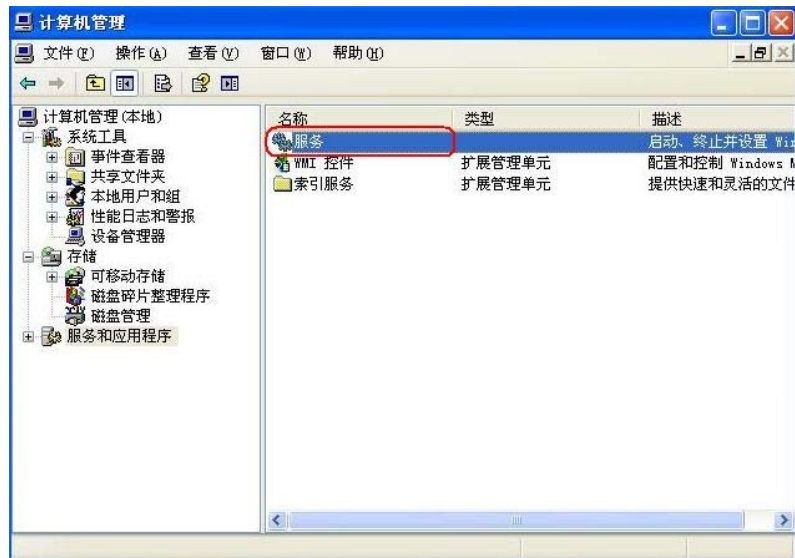 计算机管理
文件(F) 操作(A) 查看(V) 窗口(W) 帮助(H)
计算机管理(本地)
系统工具
事件查看器
共享文件夹
本地用户和组
性能日志和警报
设备管理器
存储
可移动存储
磁盘碎片整理程序
磁盘管理
服务和应用程序
名称 类型 描述
服务 启动、终止并设置 Win
WMI 控件 扩展管理单元 配置和控制 Windows M
索引服务 扩展管理单元 提供快速和灵活的文件